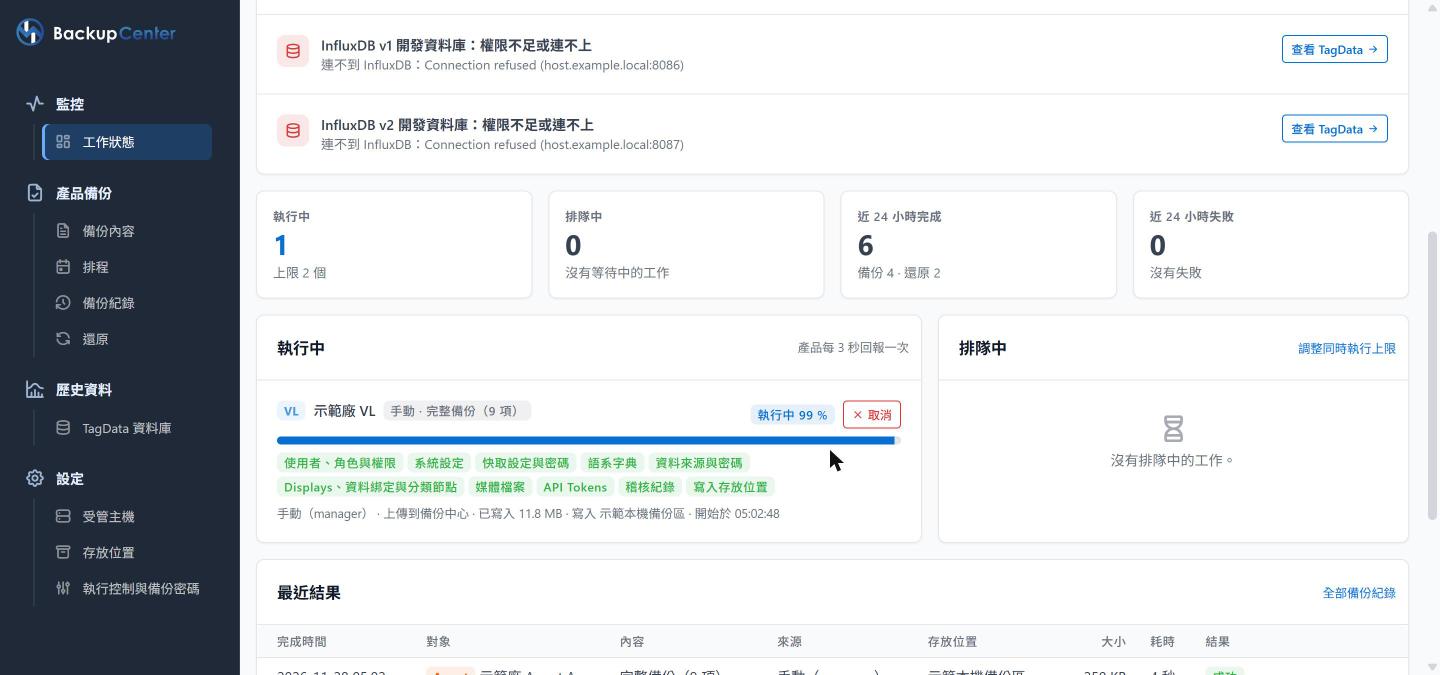 BackupCenter
監控
工作狀態
產品備份
備份內容
排程
備份紀錄
還原
歷史資料
TagData 資料庫
設定
受管主機
存放位置
執行控制與備份密碼
InfluxDB v1 開發資料庫：權限不足或連不上
連不到 InfluxDB：Connection refused (host.example.local:8086)
查看 TagData →
InfluxDB v2 開發資料庫：權限不足或連不上
連不到 InfluxDB：Connection refused (host.example.local:8087)
查看 TagData →
執行中
1
上限 2 個
排隊中
0
沒有等待中的工作
近 24 小時完成
6
備份 4 · 還原 2
近 24 小時失敗
0
沒有失敗
執行中
產品每 3 秒回報一次
VL 示範廠 VL 手動 · 完整備份（9 項） 執行中 99 % × 取消
使用者、角色與權限 系統設定 快取設定與密碼 語系字典 資料來源與密碼
Displays、資料綁定與分類節點 媒體檔案 API Tokens 稽核紀錄 寫入存放位置
手動（manager） · 上傳到備份中心 · 已寫入 11.8 MB · 寫入 示範本機備份區 · 開始於 05:02:48
排隊中
調整同時執行上限
沒有排隊中的工作。
最近結果
全部備份紀錄
完成時間 對象 內容 來源 存放位置 大小 耗時 結果